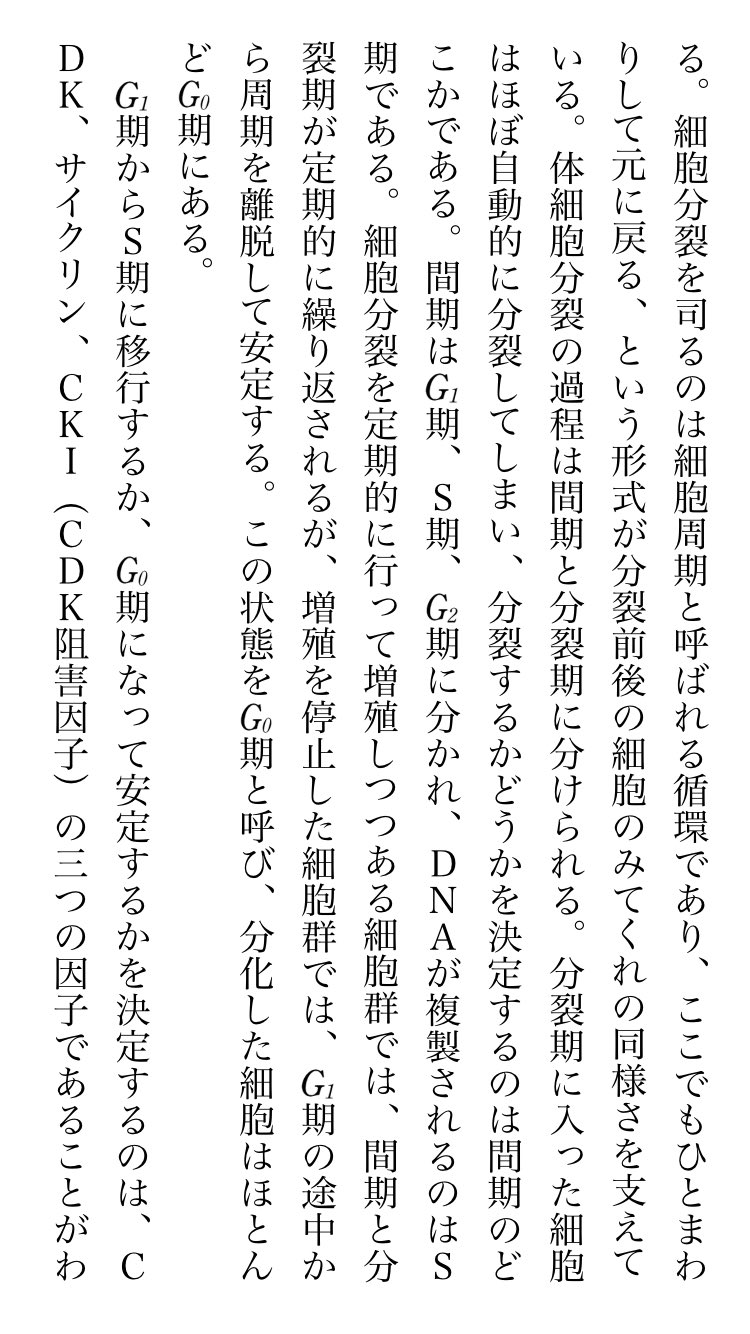 る。細胞分裂を司るのは細胞周期と呼ばれる循環であり、ここでもひとまわ
りして元に戻る、という形式が分裂前後の細胞のみてくれの同様さを支えて
いる。体細胞分裂の過程は間期と分裂期に分けられる。分裂期に入った細胞
はほぼ自動的に分裂してしまい、分裂するかどうかを決定するのは間期のど
こかである。間期はG1期、S期、G2期に分かれ、DNAが複製されるのはS
期である。細胞分裂を定期的に行って増殖しつつある細胞群では、間期と分
裂期が定期的に繰り返されるが、増殖を停止した細胞群では、G1期の途中か
ら周期を離脱して安定する。この状態をG0期と呼び、分化した細胞はほとん
どG0期にある。
　G1期からS期に移行するか、G0期になって安定するかを決定するのは、C
DK、サイクリン、CKI（CDK阻害因子）の三つの因子であることがわ